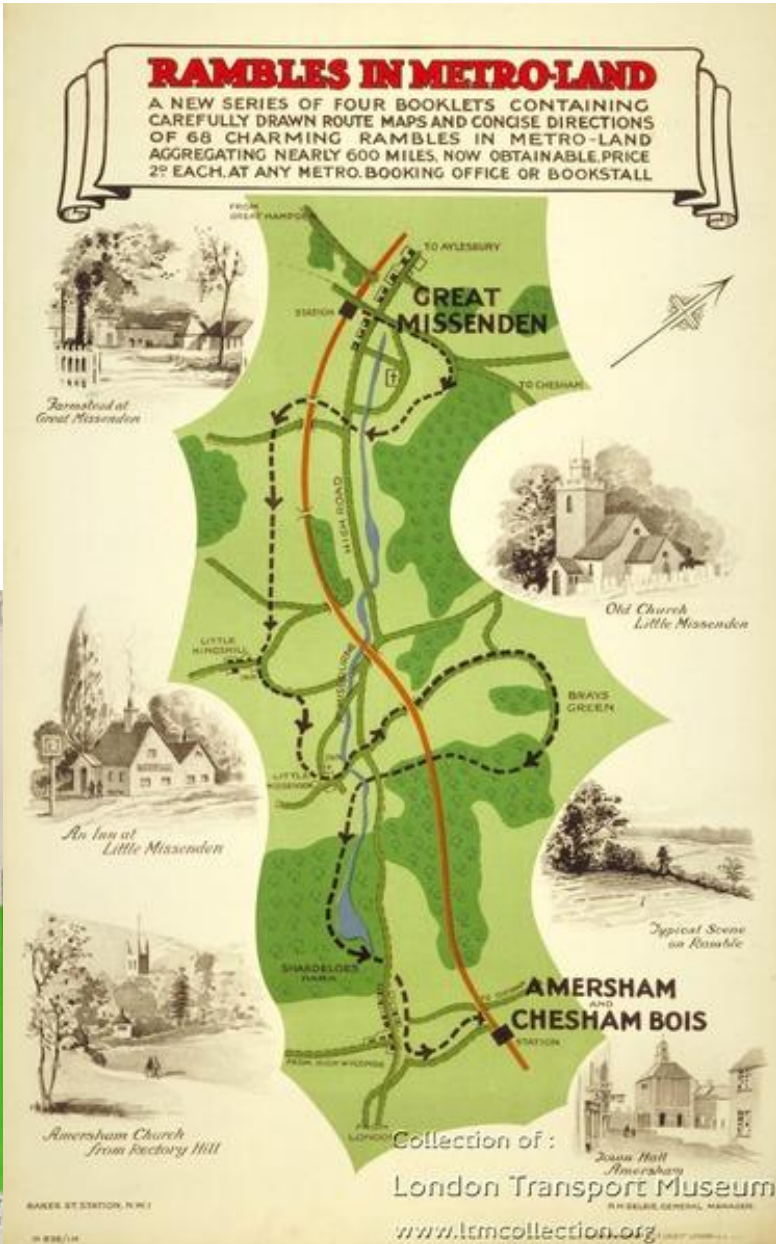 RAMBLES IN METRO-LAND
A NEW SERIES OF FOUR BOOKLETS CONTAINING
CAREFULLY DRAWN ROUTE MAPS AND CONCISE DIRECTIONS
OF 68 CHARMING RAMBLES IN METRO-LAND
AGGREGATING NEARLY 600 MILES, NOW OBTAINABLE, PRICE
2D EACH, AT ANY METRO. BOOKING OFFICE OR BOOKSTALL
FROM
GREAT HAMPDEN
TO AYLESBURY
STATION
GREAT
MISSENDEN
TO CHESHAM
Farmstead at
Great Missenden
HIGH ROAD
Old Church
Little Missenden
LITTLE
KINGSHILL
INN
BRAYS
GREEN
LITTLE
MISSENDEN
An Inn at
Little Missenden
Typical Scene
on Ramble
SHARDELOES
PARK
AMERSHAM
AND
CHESHAM BOIS
STATION
FROM HIGH WYCOMBE
LONDON
Amersham Church
from Rectory Hill
Town Hall
Amersham
Collection of :
London Transport Museum
www.ltmcollection.org
BAKER ST. STATION, N.W.1
R.H. SELBIE, GENERAL MANAGER